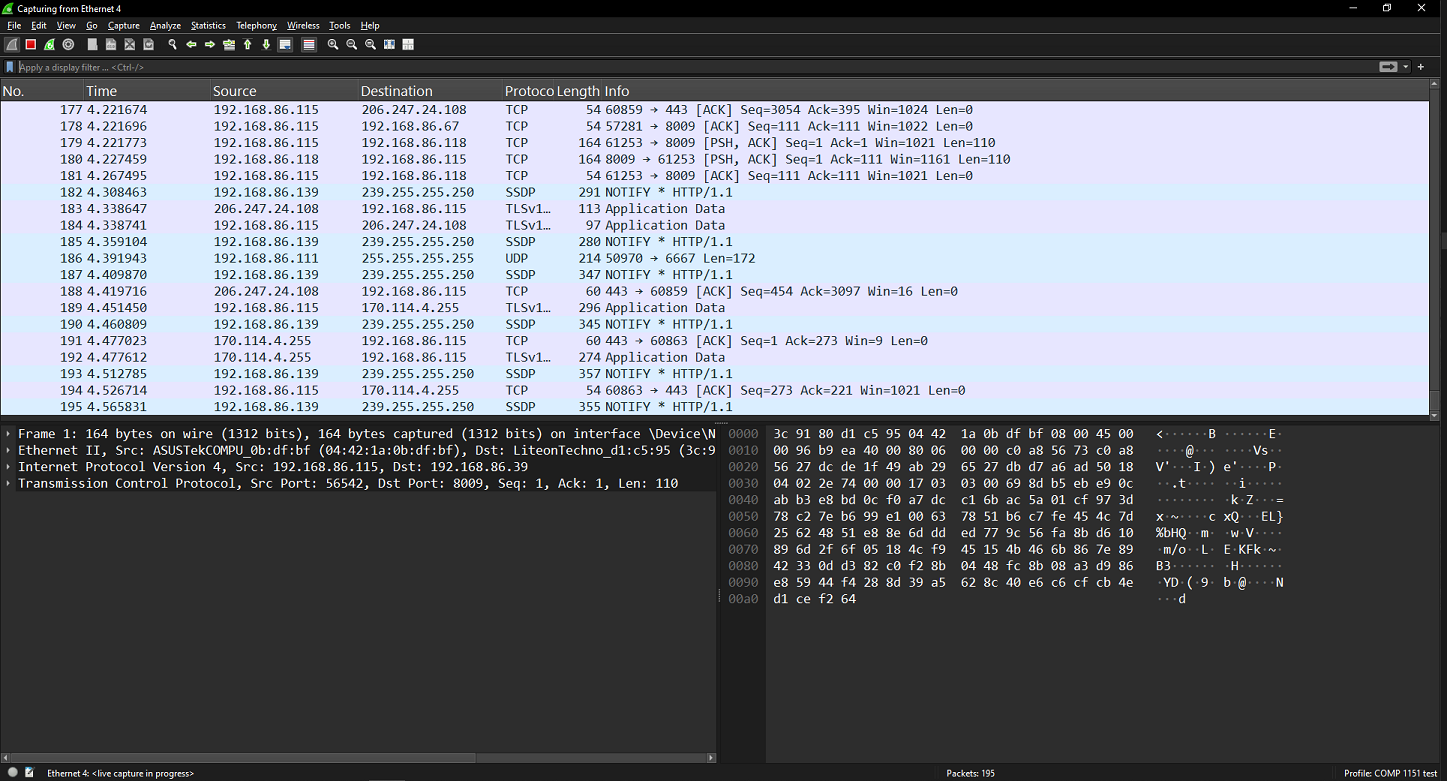 Capturing from Ethernet 4
File Edit View Go Capture Analyze Statistics Telephony Wireless Tools Help
Apply a display filter ... <Ctrl-/>
No. Time Source Destination Protoco Length Info
177 4.221674 192.168.86.115 206.247.24.108 TCP 54 60859 → 443 [ACK] Seq=3054 Ack=395 Win=1024 Len=0
178 4.221696 192.168.86.115 192.168.86.67 TCP 54 57281 → 8009 [ACK] Seq=111 Ack=111 Win=1022 Len=0
179 4.221773 192.168.86.115 192.168.86.118 TCP 164 61253 → 8009 [PSH, ACK] Seq=1 Ack=1 Win=1021 Len=110
180 4.227459 192.168.86.118 192.168.86.115 TCP 164 8009 → 61253 [PSH, ACK] Seq=1 Ack=111 Win=1161 Len=110
181 4.267495 192.168.86.115 192.168.86.118 TCP 54 61253 → 8009 [ACK] Seq=111 Ack=111 Win=1021 Len=0
182 4.308463 192.168.86.139 239.255.255.250 SSDP 291 NOTIFY * HTTP/1.1
183 4.338647 206.247.24.108 192.168.86.115 TLSv1… 113 Application Data
184 4.338741 192.168.86.115 206.247.24.108 TLSv1… 97 Application Data
185 4.359104 192.168.86.139 239.255.255.250 SSDP 280 NOTIFY * HTTP/1.1
186 4.391943 192.168.86.111 255.255.255.255 UDP 214 50970 → 6667 Len=172
187 4.409870 192.168.86.139 239.255.255.250 SSDP 347 NOTIFY * HTTP/1.1
188 4.419716 206.247.24.108 192.168.86.115 TCP 60 443 → 60859 [ACK] Seq=454 Ack=3097 Win=16 Len=0
189 4.451450 192.168.86.115 170.114.4.255 TLSv1… 296 Application Data
190 4.460809 192.168.86.139 239.255.255.250 SSDP 345 NOTIFY * HTTP/1.1
191 4.477023 170.114.4.255 192.168.86.115 TCP 60 443 → 60863 [ACK] Seq=1 Ack=273 Win=9 Len=0
192 4.477612 170.114.4.255 192.168.86.115 TLSv1… 274 Application Data
193 4.512785 192.168.86.139 239.255.255.250 SSDP 357 NOTIFY * HTTP/1.1
194 4.526714 192.168.86.115 170.114.4.255 TCP 54 60863 → 443 [ACK] Seq=273 Ack=221 Win=1021 Len=0
195 4.565831 192.168.86.139 239.255.255.250 SSDP 355 NOTIFY * HTTP/1.1
Frame 1: 164 bytes on wire (1312 bits), 164 bytes captured (1312 bits) on interface \Device\N
Ethernet II, Src: ASUSTekCOMPU_0b:df:bf (04:42:1a:0b:df:bf), Dst: LiteonTechno_d1:c5:95 (3c:9
Internet Protocol Version 4, Src: 192.168.86.115, Dst: 192.168.86.39
Transmission Control Protocol, Src Port: 56542, Dst Port: 8009, Seq: 1, Ack: 1, Len: 110
0000 3c 91 80 d1 c5 95 04 42 1a 0b df bf 08 00 45 00 <······B ······E·
0010 00 96 b9 ea 40 00 80 06 00 00 c0 a8 56 73 c0 a8 ····@··· ····Vs··
0020 56 27 dc de 1f 49 ab 29 65 27 db d7 a6 ad 50 18 V'···I·) e'····P·
0030 04 02 2e 74 00 00 17 03 03 00 69 8d b5 eb e9 0c ··.t···· ··i·····
0040 ab b3 e8 bd 0c f0 a7 dc c1 6b ac 5a 01 cf 97 3d ········ ·k·Z···=
0050 78 c2 7e b6 99 e1 00 63 78 51 b6 c7 fe 45 4c 7d x·~····c xQ···EL}
0060 25 62 48 51 e8 8e 6d dd ed 77 9c 56 fa 8b d6 10 %bHQ··m· ·w·V····
0070 89 6d 2f 6f 05 18 4c f9 45 15 4b 46 6b 86 7e 89 ·m/o··L· E·KFk·~·
0080 42 33 0d d3 82 c0 f2 8b 04 48 fc 8b 08 a3 d9 86 B3······ ·H······
0090 e8 59 44 f4 28 8d 39 a5 62 8c 40 e6 c6 cf cb 4e ·YD·(·9· b·@····N
00a0 d1 ce f2 64 ···d
Ethernet 4: <live capture in progress> Packets: 195 Profile: COMP 1151 test